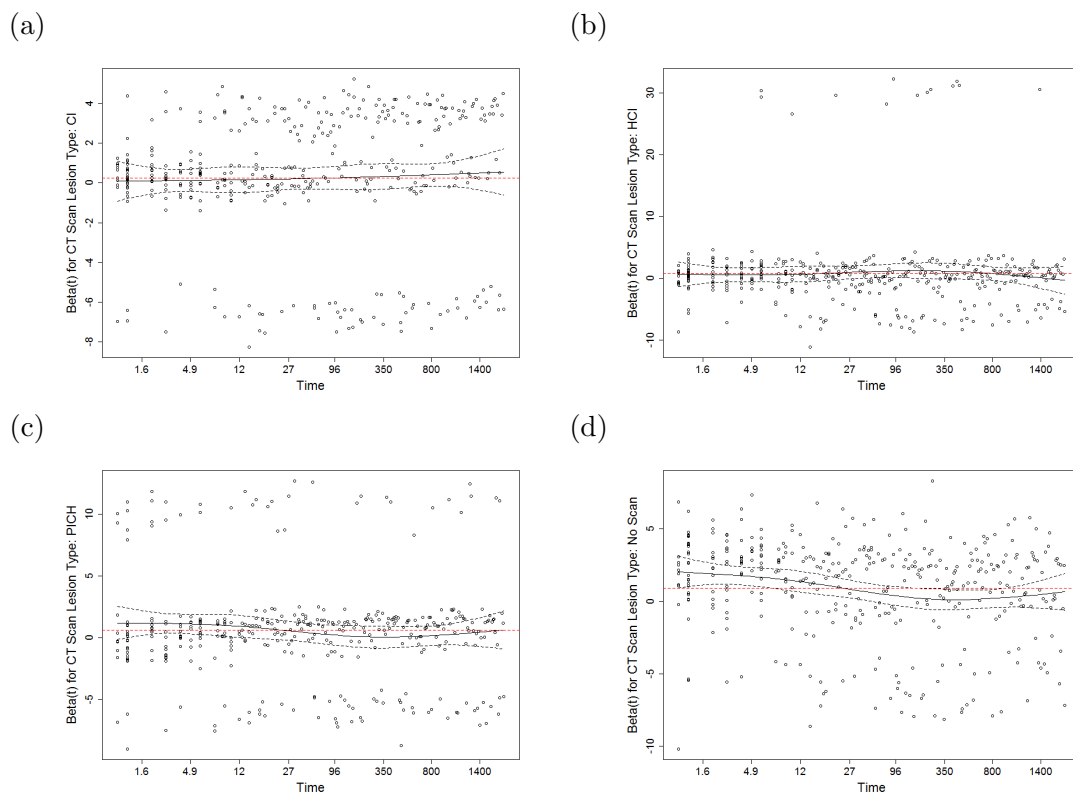 (a)
(b)
Beta(t) for CT Scan Lesion Type: CI
4
2
0
-2
-4
-6
-8
1.6 4.9 12 27 96 350 800 1400
Time
Beta(t) for CT Scan Lesion Type: HCI
30
20
10
0
-10
1.6 4.9 12 27 96 350 800 1400
Time
(c)
(d)
Beta(t) for CT Scan Lesion Type: PICH
10
5
0
-5
1.6 4.9 12 27 96 350 800 1400
Time
Beta(t) for CT Scan Lesion Type: No Scan
5
0
-5
-10
1.6 4.9 12 27 96 350 800 1400
Time